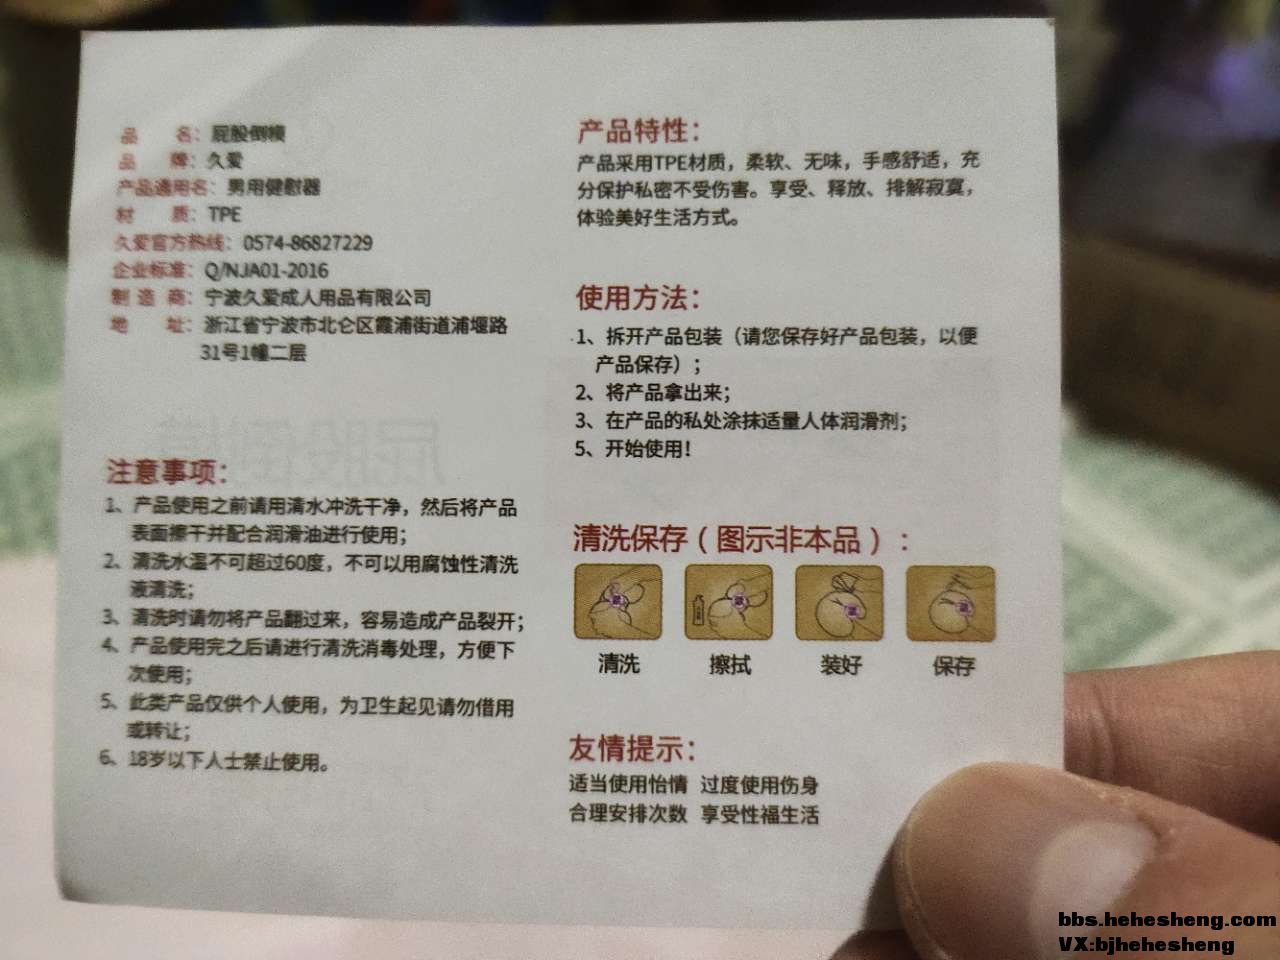 品 名：屁股倒模
品 牌：久爱
产品通用名：男用健慰器
材 质：TPE
久爱官方热线：0574-86827229
企业标准：Q/NJA01-2016
制 造 商：宁波久爱成人用品有限公司
地 址：浙江省宁波市北仑区霞浦街道浦堰路
31号1幢二层
注意事项：
1、产品使用之前请用清水冲洗干净，然后将产品
表面擦干并配合润滑油进行使用；
2、清洗水温不可超过60度，不可以用腐蚀性清洗
液清洗；
3、清洗时请勿将产品翻过来，容易造成产品裂开；
4、产品使用完之后请进行清洗消毒处理，方便下
次使用；
5、此类产品仅供个人使用，为卫生起见请勿借用
或转让；
6、18岁以下人士禁止使用。
产品特性：
产品采用TPE材质，柔软、无味，手感舒适，充
分保护私密不受伤害。享受、释放、排解寂寞，
体验美好生活方式。
使用方法：
1、拆开产品包装（请您保存好产品包装，以便
产品保存）；
2、将产品拿出来；
3、在产品的私处涂抹适量人体润滑剂；
5、开始使用！
清洗保存（图示非本品）：
清洗 擦拭 装好 保存
友情提示：
适当使用怡情 过度使用伤身
合理安排次数 享受性福生活
bbs.hehesheng.com
VX:bjhehesheng